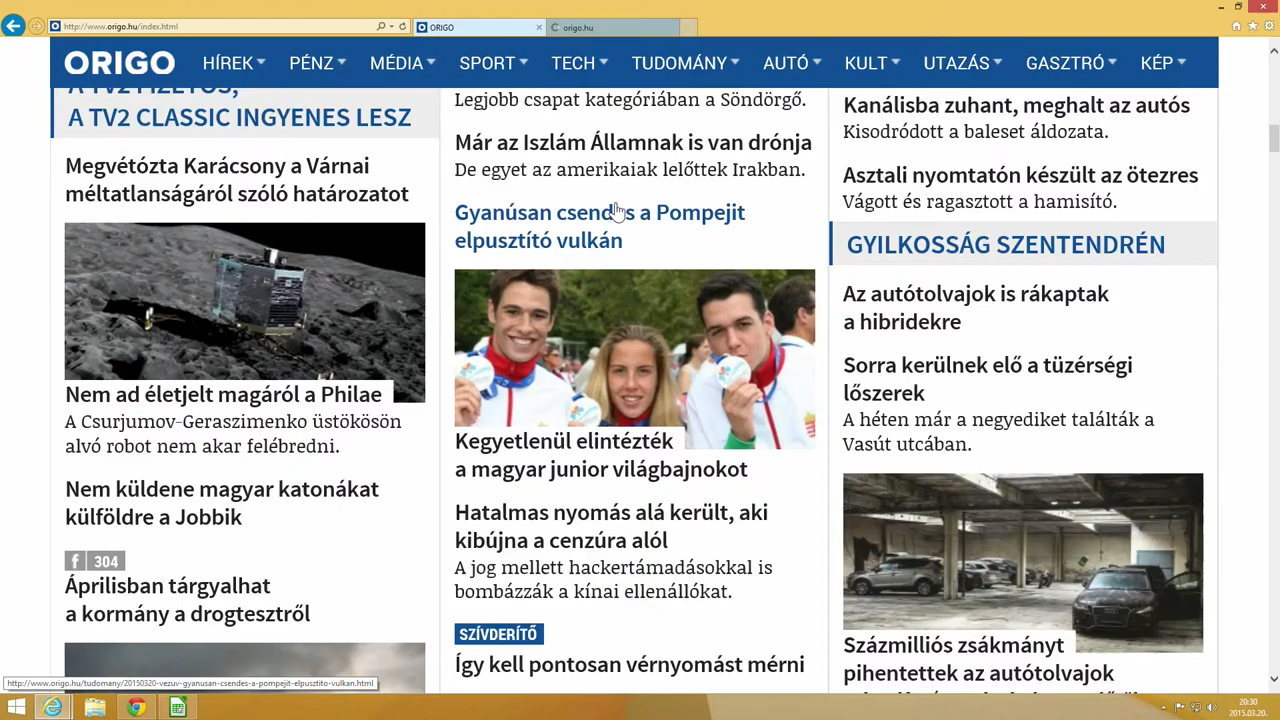 http://www.origo.hu/index.html
ORIGO
origo.hu
ORIGO HÍREK PÉNZ MÉDIA SPORT TECH TUDOMÁNY AUTÓ KULT UTAZÁS GASZTRÓ KÉP
A TV2 FIZETŐS,
A TV2 CLASSIC INGYENES LESZ
Megvétózta Karácsony a Várnai
méltatlanságáról szóló határozatot
Nem ad életjelt magáról a Philae
A Csurjumov-Geraszimenko üstökösön
alvó robot nem akar felébredni.
Nem küldene magyar katonákat
külföldre a Jobbik
f 304
Áprilisban tárgyalhat
a kormány a drogtesztről
Legjobb csapat kategóriában a Söndörgő.
Már az Iszlám Államnak is van drónja
De egyet az amerikaiak lelőttek Irakban.
Gyanúsan csendes a Pompejit
elpusztító vulkán
Kegyetlenül elintézték
a magyar junior világbajnokot
Hatalmas nyomás alá került, aki
kibújna a cenzúra alól
A jog mellett hackertámadásokkal is
bombázzák a kínai ellenállókat.
SZÍVDERÍTŐ
Így kell pontosan vérnyomást mérni
Kanálisba zuhant, meghalt az autós
Kisodródott a baleset áldozata.
Asztali nyomtatón készült az ötezres
Vágott és ragasztott a hamisító.
GYILKOSSÁG SZENTENDRÉN
Az autótolvajok is rákaptak
a hibridekre
Sorra kerülnek elő a tüzérségi
lőszerek
A héten már a negyediket találták a
Vasút utcában.
Százmilliós zsákmányt
pihentettek az autótolvajok
http://www.origo.hu/tudomany/20150320-vezuv-gyanusan-csendes-a-pompejit-elpusztito-vulkan.html
20:30
2015.03.20.